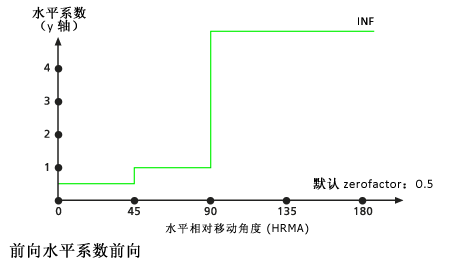 水平系数
(y 轴)
INF
4
3
2
1
默认 zerofactor: 0.5
0 45 90 135 180
水平相对移动角度 (HRMA)
前向水平系数前向